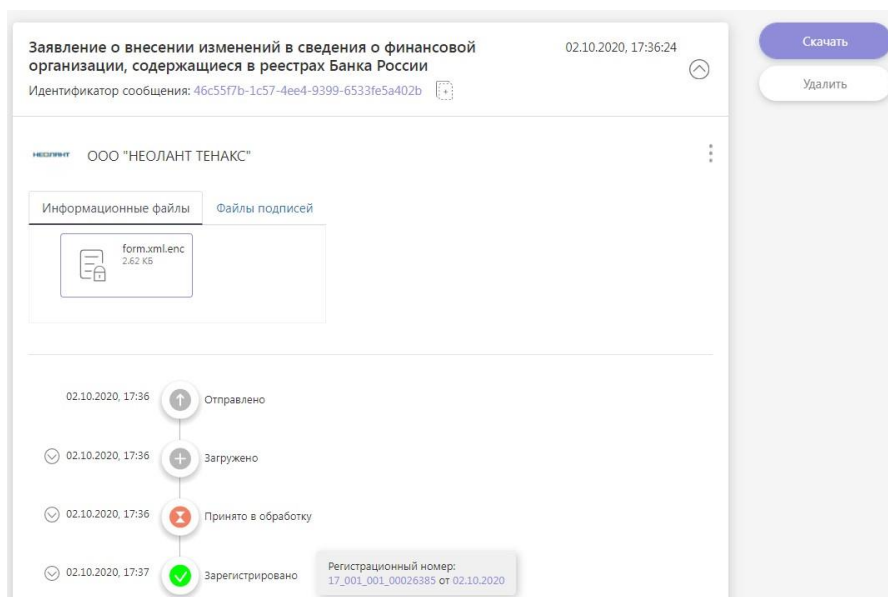 Заявление о внесении изменений в сведения о финансовой
организации, содержащиеся в реестрах Банка России
02.10.2020, 17:36:24
Идентификатор сообщения: 46c55f7b-1c57-4ee4-9399-6533fe5a402b
Скачать
Удалить
НЕОЛАНТ
ООО "НЕОЛАНТ ТЕНАКС"
Информационные файлы
Файлы подписей
form.xml.enc
2.62 КБ
02.10.2020, 17:36 Отправлено
02.10.2020, 17:36 Загружено
02.10.2020, 17:36 Принято в обработку
02.10.2020, 17:37 Зарегистрировано
Регистрационный номер:
17_001_001_00026385 от 02.10.2020